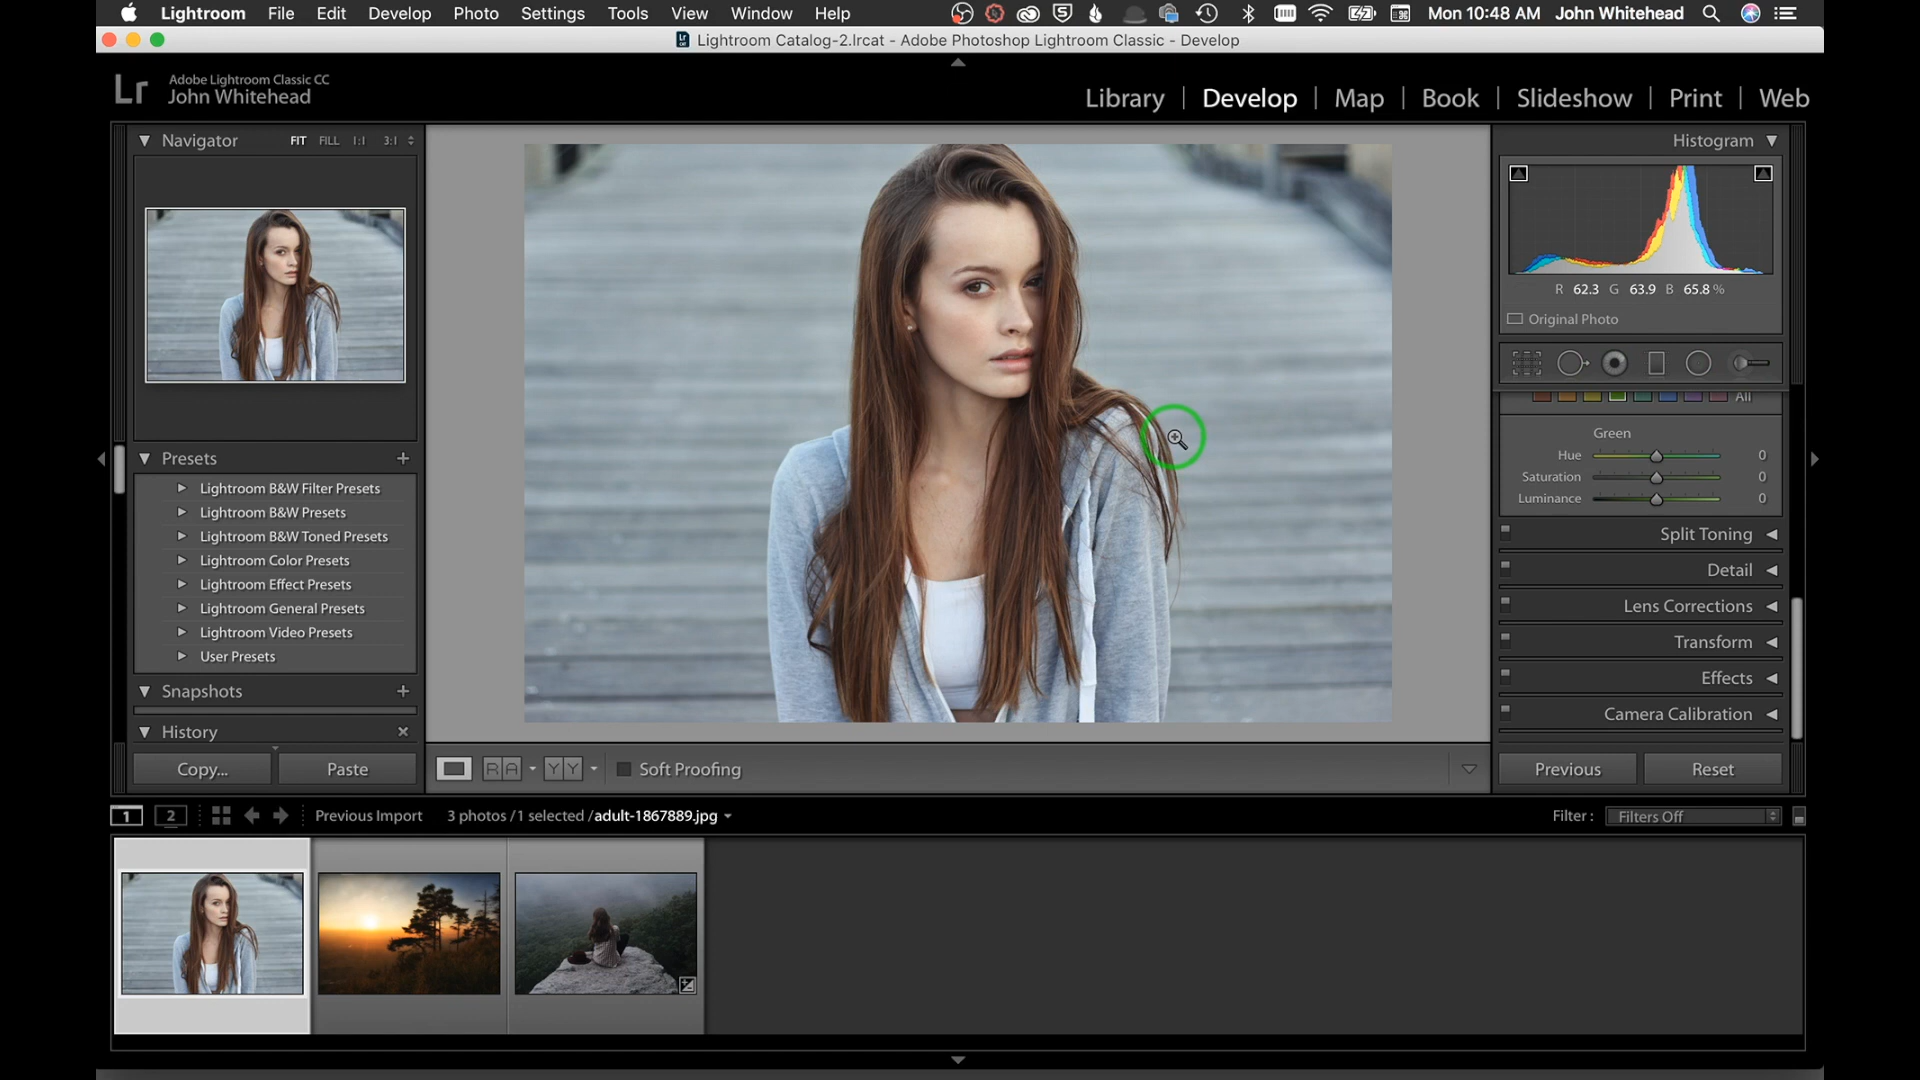 Lightroom File Edit Develop Photo Settings Tools View Window Help Mon 10:48 AM John Whitehead
Lightroom Catalog-2.lrcat - Adobe Photoshop Lightroom Classic - Develop
Lr Adobe Lightroom Classic CC
John Whitehead
Library | Develop | Map | Book | Slideshow | Print | Web
Navigator FIT FILL 1:1 3:1
Histogram
R 62.3 G 63.9 B 65.8 %
Original Photo
All
Green
Hue 0
Saturation 0
Luminance 0
Presets +
Lightroom B&W Filter Presets
Lightroom B&W Presets
Lightroom B&W Toned Presets
Lightroom Color Presets
Lightroom Effect Presets
Lightroom General Presets
Lightroom Video Presets
User Presets
Snapshots +
History
Split Toning
Detail
Lens Corrections
Transform
Effects
Camera Calibration
Copy... Paste
R A Y Y Soft Proofing
Previous Reset
1 2 Previous Import 3 photos /1 selected /adult-1867889.jpg
Filter : Filters Off